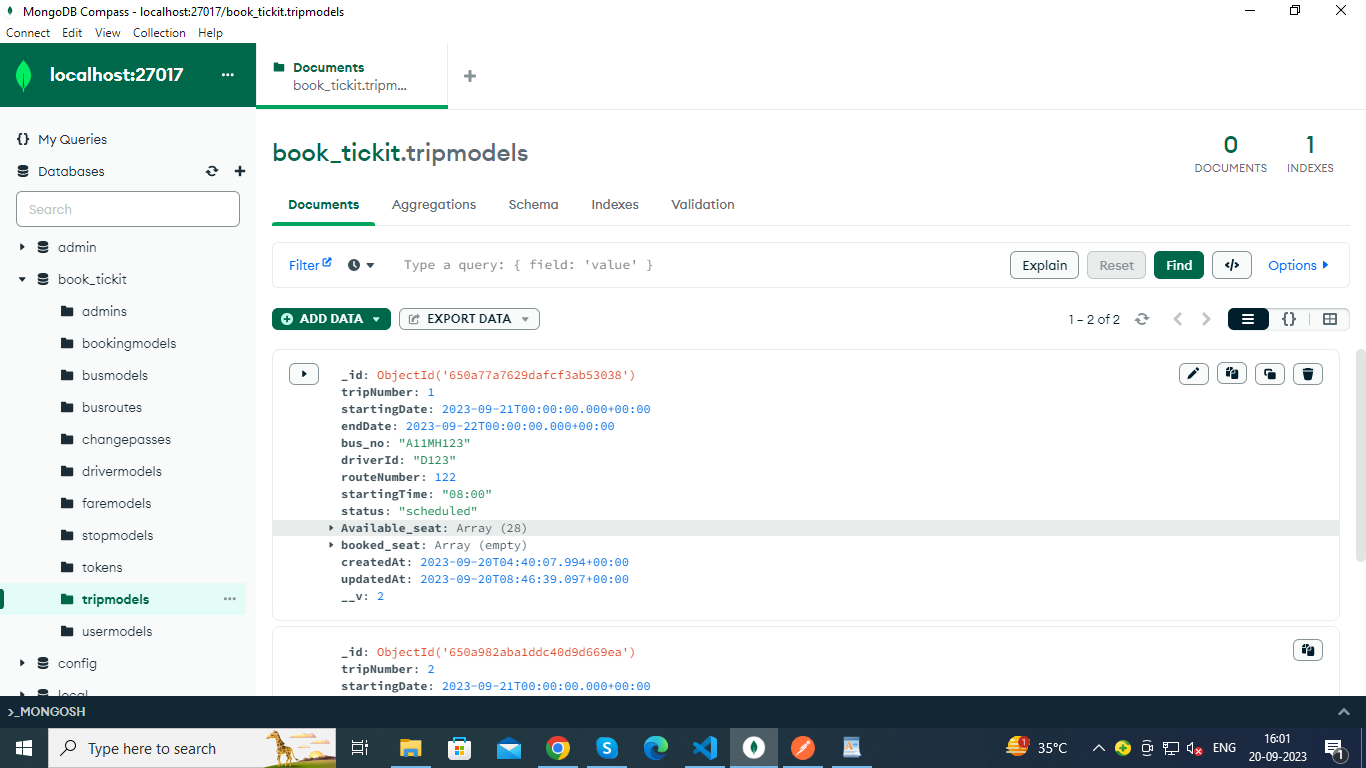 MongoDB Compass - localhost:27017/book_tickit.tripmodels
Connect Edit View Collection Help
localhost:27017 ...
Documents
book_tickit.tripm...
{} My Queries
Databases
Search
admin
book_tickit
admins
bookingmodels
busmodels
busroutes
changepasses
drivermodels
faremodels
stopmodels
tokens
tripmodels ...
usermodels
config
local
book_tickit.tripmodels
0
DOCUMENTS
1
INDEXES
Documents Aggregations Schema Indexes Validation
Filter Type a query: { field: 'value' } Explain Reset Find </> Options
ADD DATA EXPORT DATA 1 – 2 of 2 {}
_id: ObjectId('650a77a7629dafcf3ab53038')
tripNumber: 1
startingDate: 2023-09-21T00:00:00.000+00:00
endDate: 2023-09-22T00:00:00.000+00:00
bus_no: "A11MH123"
driverId: "D123"
routeNumber: 122
startingTime: "08:00"
status: "scheduled"
Available_seat: Array (28)
booked_seat: Array (empty)
createdAt: 2023-09-20T04:40:07.994+00:00
updatedAt: 2023-09-20T08:46:39.097+00:00
__v: 2
_id: ObjectId('650a982aba1ddc40d9d669ea')
tripNumber: 2
startingDate: 2023-09-21T00:00:00.000+00:00
>_MONGOSH
Type here to search
1
35°C
ENG
16:01
20-09-2023
1